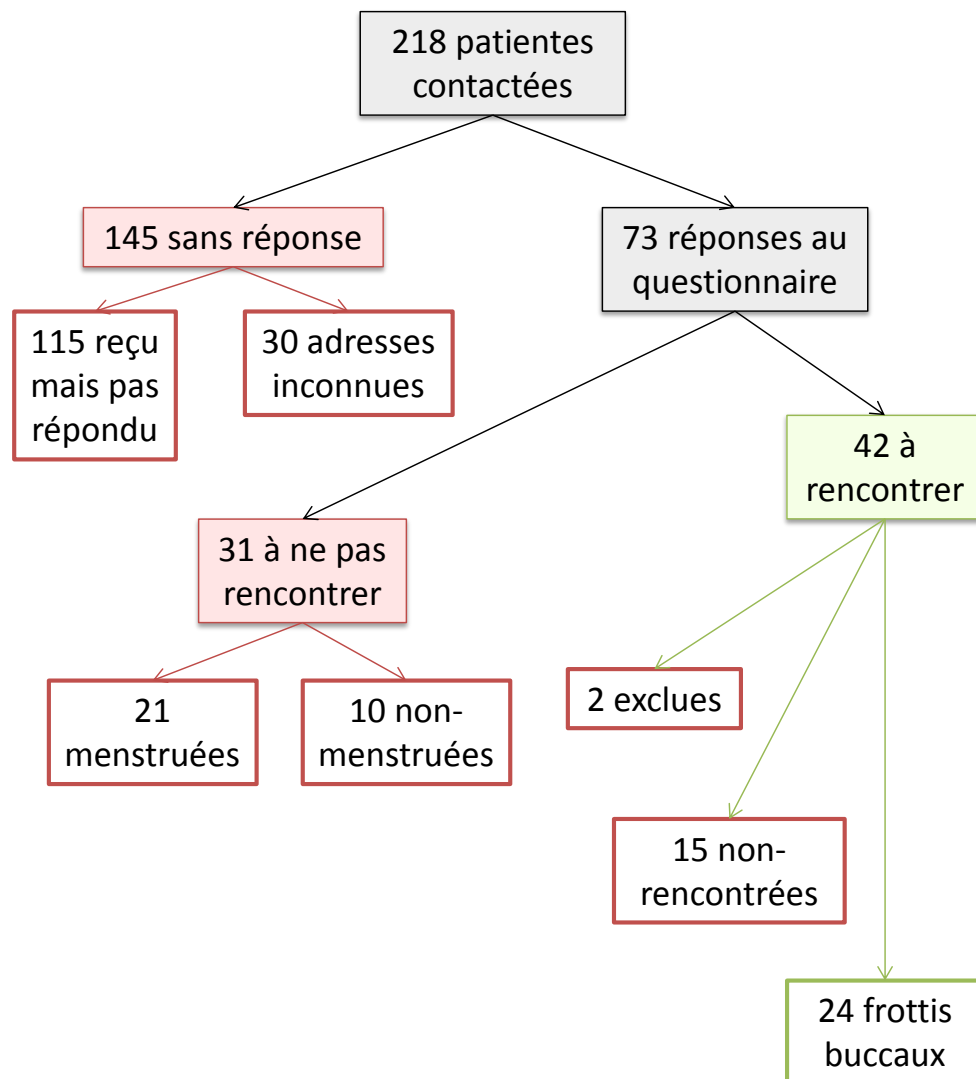 218 patientes
contactées
145 sans réponse
73 réponses au
questionnaire
115 reçu
mais pas
répondu
30 adresses
inconnues
42 à
rencontrer
31 à ne pas
rencontrer
21
menstruées
10 non-
menstruées
2 exclues
15 non-
rencontrées
24 frottis
buccaux